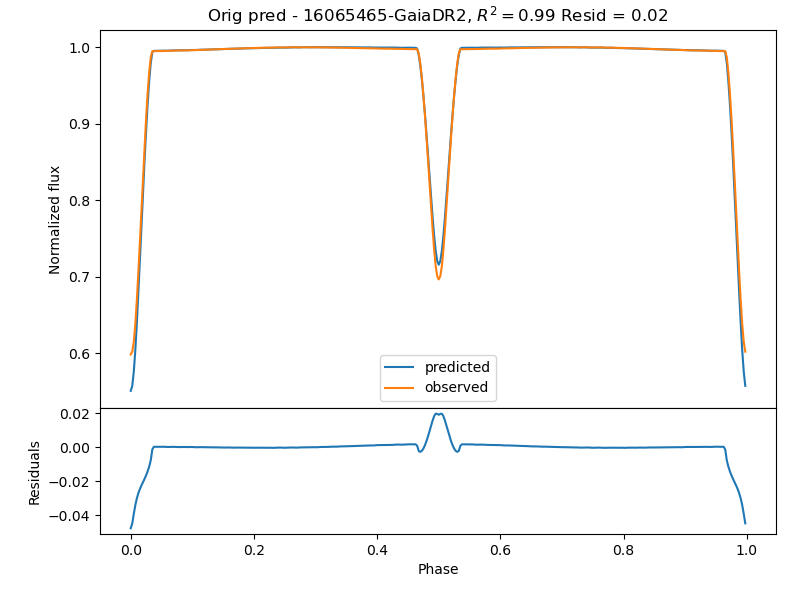 Orig pred - 16065465-GaiaDR2, R² = 0.99 Resid = 0.02
1.0
0.9
0.8
0.7
0.6
Normalized flux
predicted
observed
0.02
0.00
−0.02
−0.04
Residuals
0.0 0.2 0.4 0.6 0.8 1.0
Phase